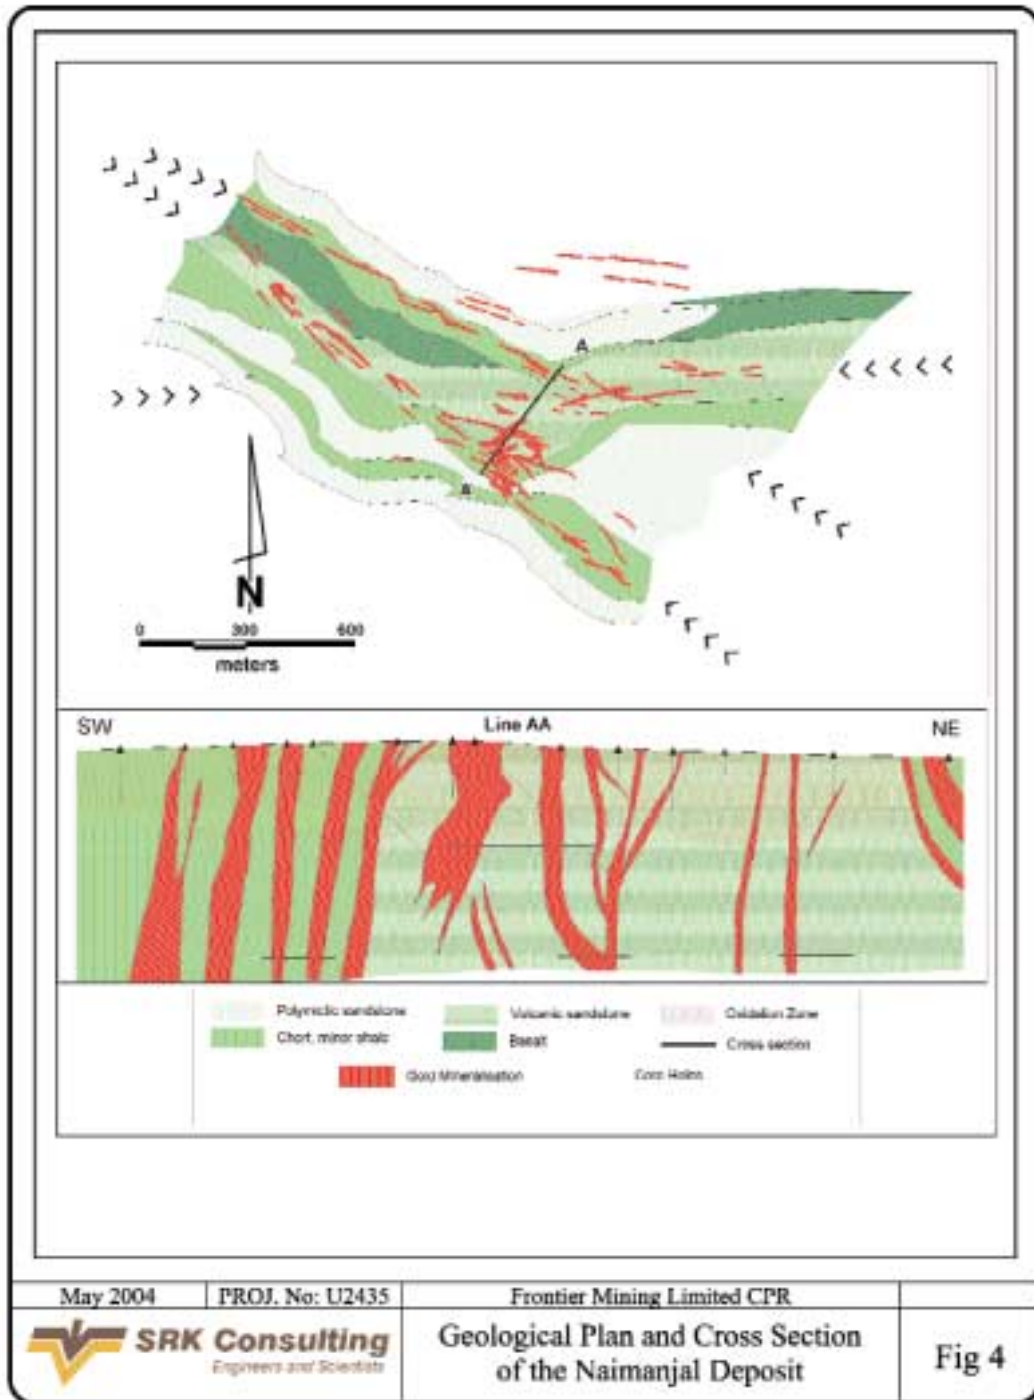 A
a
N
0 300 600
meters
SW Line AA NE
Polymictic sandstone Volcanic sandstone Oxidation Zone
Chert, minor shale Basalt Cross section
Gold Mineralisation Core Holes
May 2004 PROJ. No: U2435 Frontier Mining Limited CPR
SRK Consulting
Engineers and Scientists
Geological Plan and Cross Section
of the Naimanjal Deposit
Fig 4